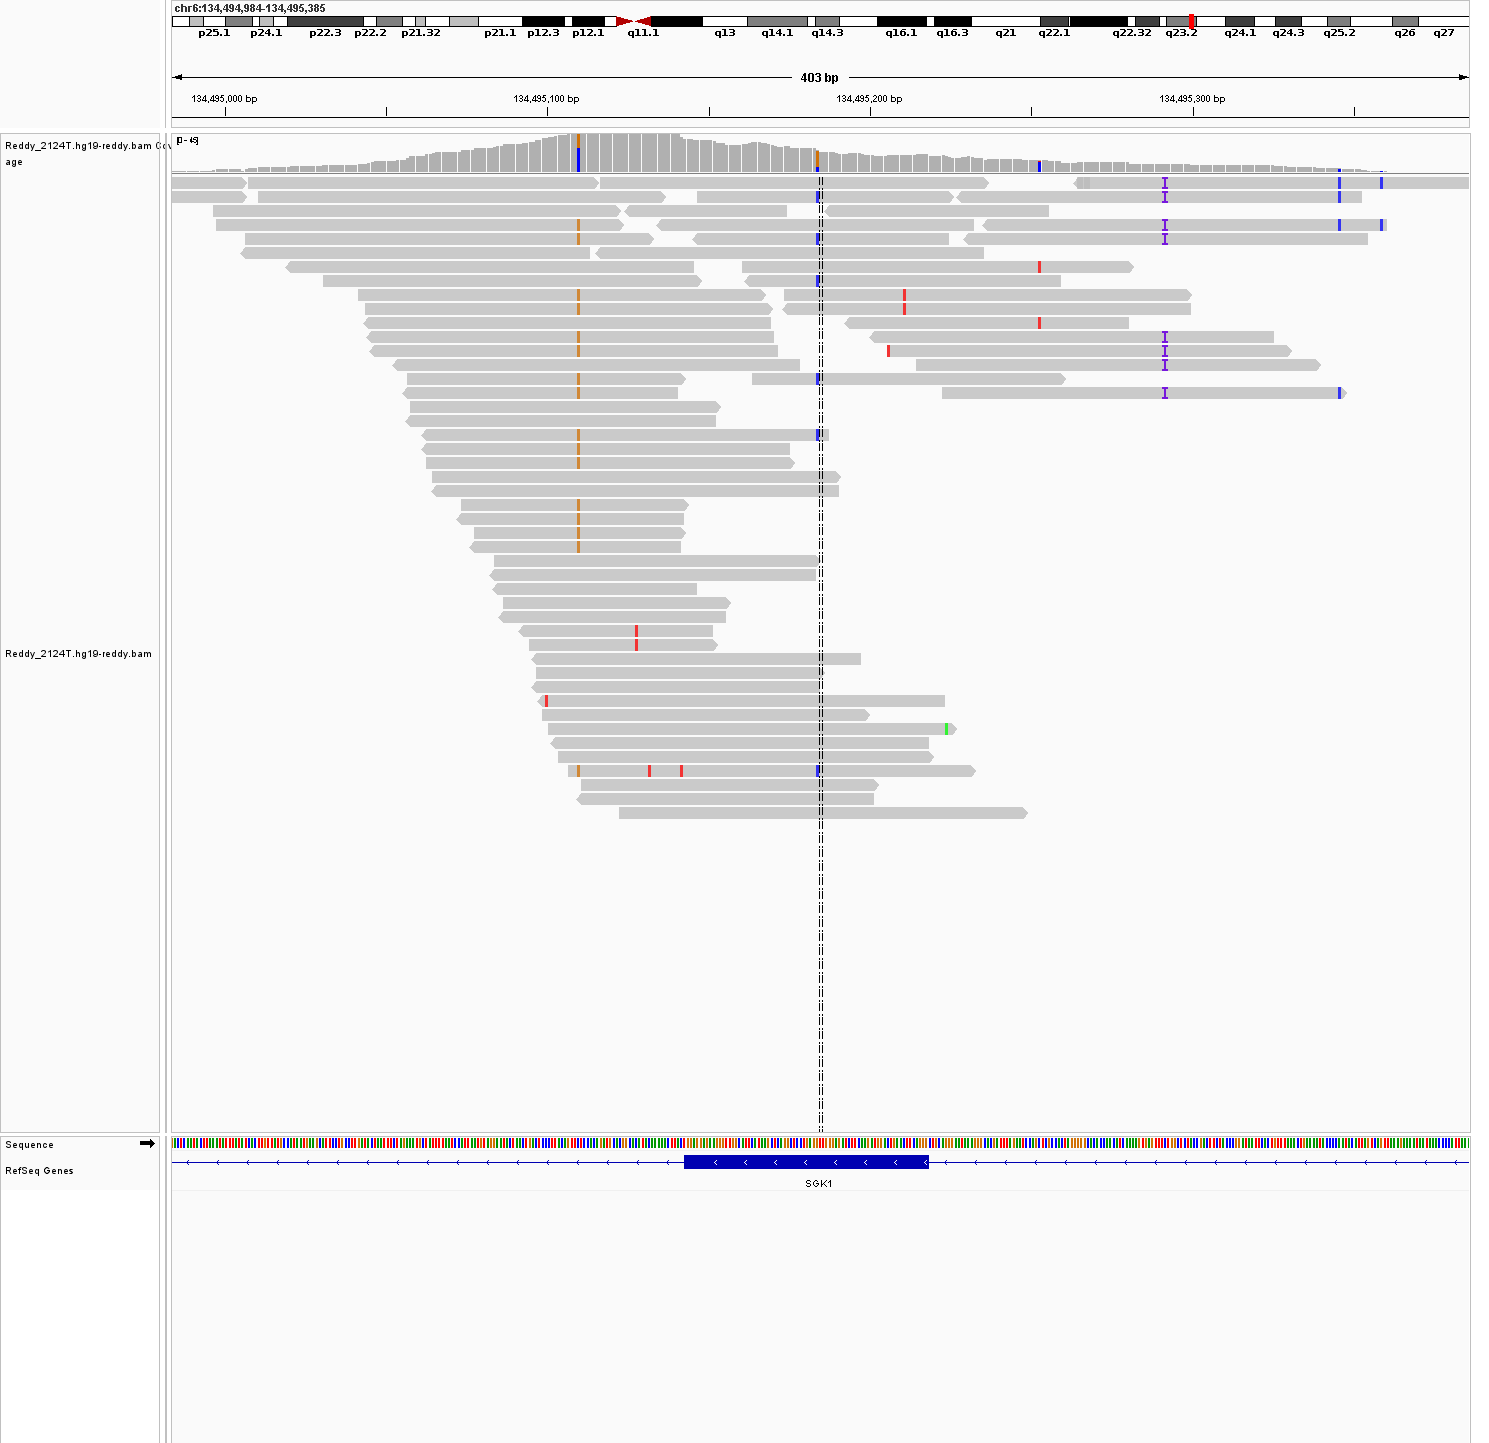 chr6:134,494,984-134,495,385
p25.1 p24.1 p22.3 p22.2 p21.32 p21.1 p12.3 p12.1 q11.1 q13 q14.1 q14.3 q16.1 q16.3 q21 q22.1 q22.32 q23.2 q24.1 q24.3 q25.2 q26 q27
403 bp
134,495,000 bp 134,495,100 bp 134,495,200 bp 134,495,300 bp
Reddy_2124T.hg19-reddy.bam Cov
age
[0 - 45]
Reddy_2124T.hg19-reddy.bam
Sequence
RefSeq Genes
SGK1